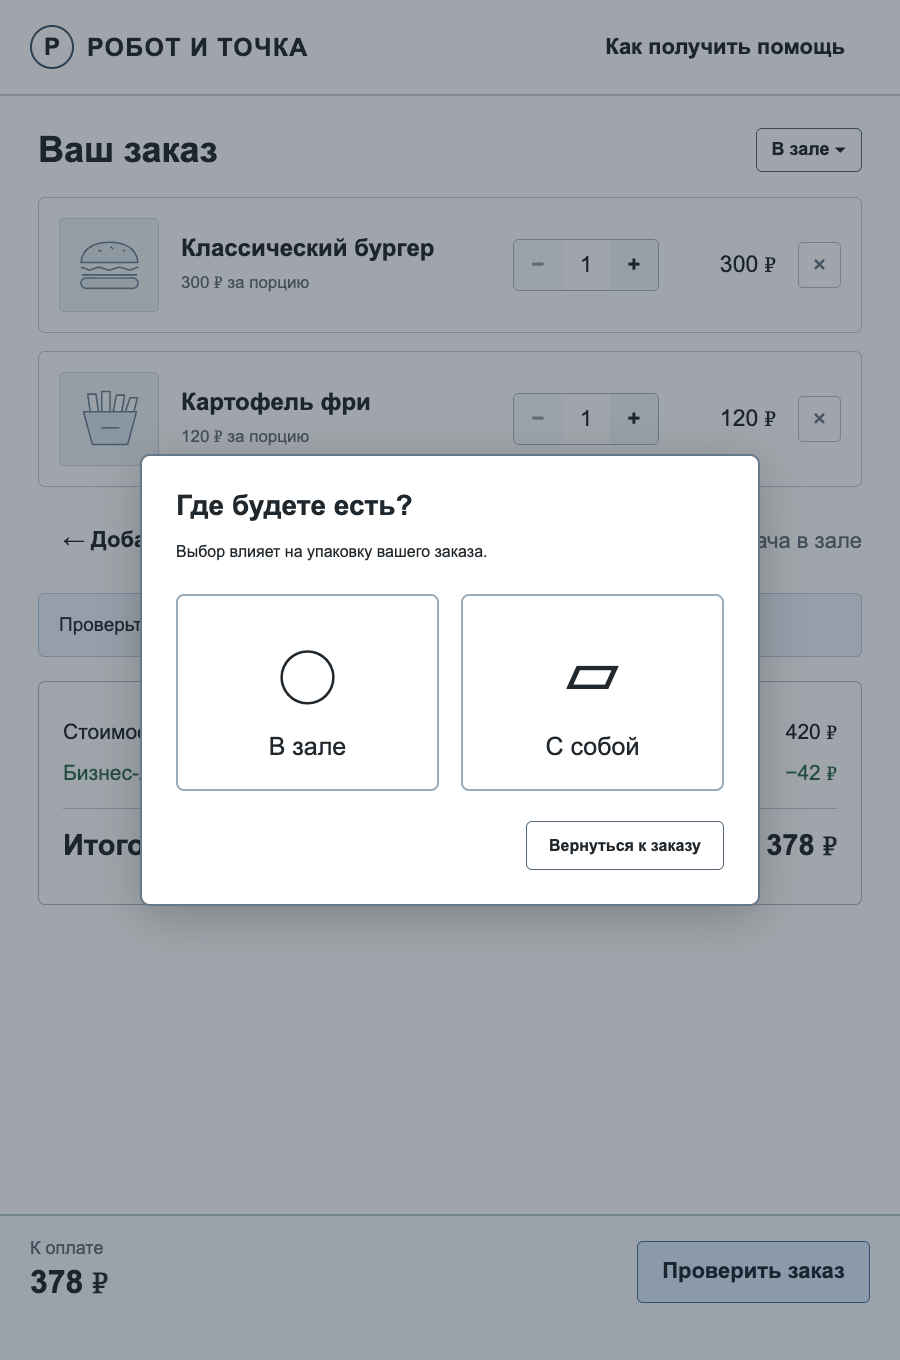 Р РОБОТ И ТОЧКА
Как получить помощь
Ваш заказ
В зале
Классический бургер
300 ₽ за порцию
− 1 +
300 ₽
×
Картофель фри
120 ₽ за порцию
− 1 +
120 ₽
×
←
в зале
Где будете есть?
Выбор влияет на упаковку вашего заказа.
В зале
С собой
Вернуться к заказу
420 ₽
−42 ₽
378 ₽
К оплате
378 ₽
Проверить заказ